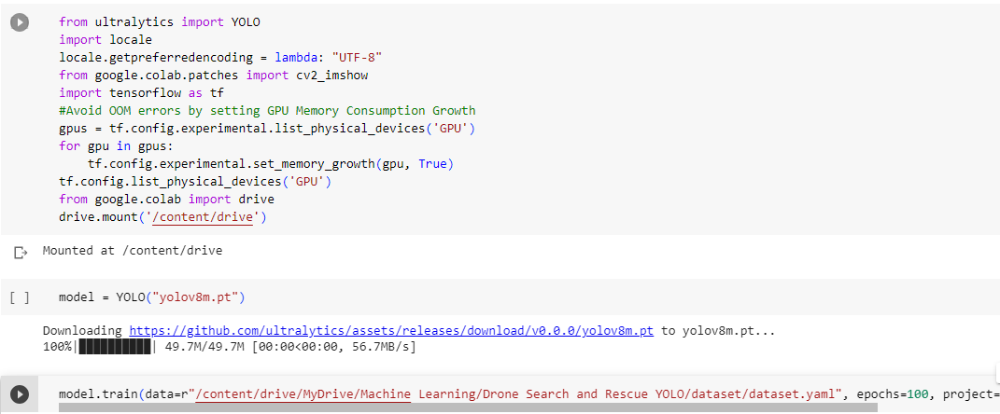 from ultralytics import YOLO
import locale
locale.getpreferredencoding = lambda: "UTF-8"
from google.colab.patches import cv2_imshow
import tensorflow as tf
#Avoid OOM errors by setting GPU Memory Consumption Growth
gpus = tf.config.experimental.list_physical_devices('GPU')
for gpu in gpus:
    tf.config.experimental.set_memory_growth(gpu, True)
tf.config.list_physical_devices('GPU')
from google.colab import drive
drive.mount('/content/drive')
Mounted at /content/drive
[ ] model = YOLO("yolov8m.pt")
Downloading https://github.com/ultralytics/assets/releases/download/v0.0.0/yolov8m.pt to yolov8m.pt...
100%|██████████| 49.7M/49.7M [00:00<00:00, 56.7MB/s]
model.train(data=r"/content/drive/MyDrive/Machine Learning/Drone Search and Rescue YOLO/dataset/dataset.yaml", epochs=100, project=